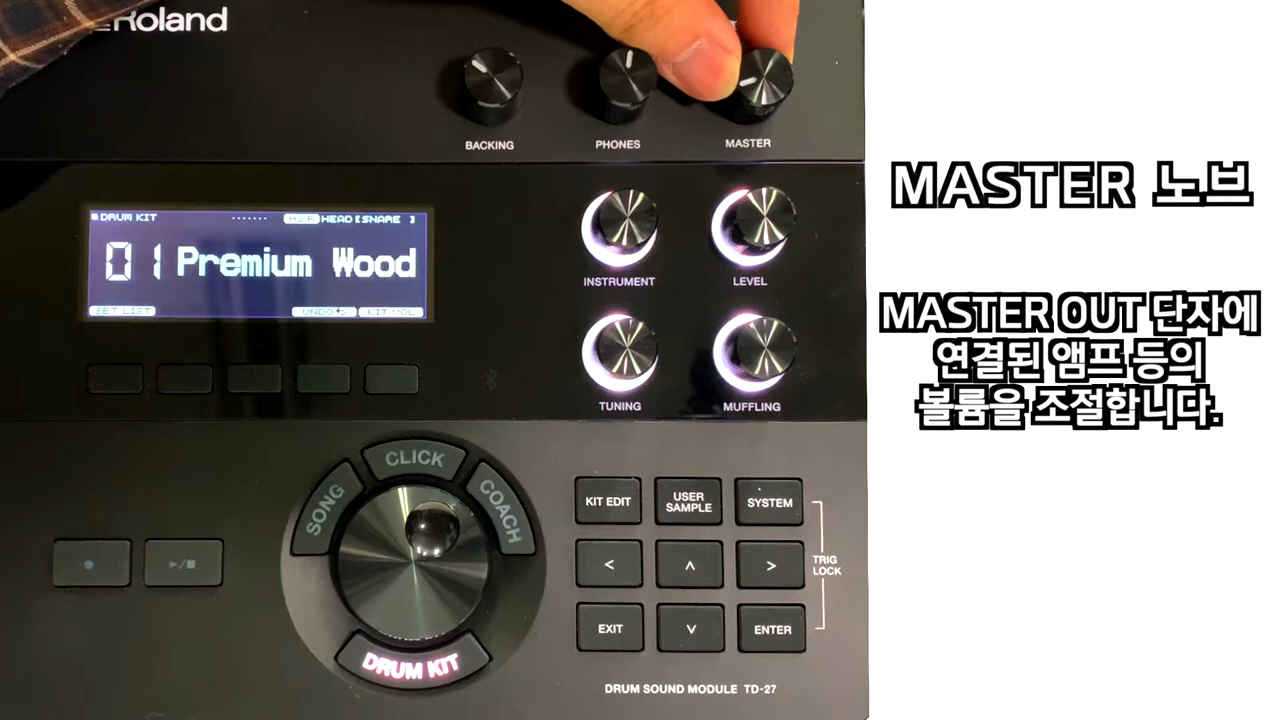 Roland
BACKING
PHONES
MASTER
DRUM KIT
HEAD [SNARE ]
01 Premium Wood
SET LIST
UNDO
KIT VOL
INSTRUMENT
LEVEL
TUNING
MUFFLING
SONG
CLICK
COACH
DRUM KIT
KIT EDIT
USER
SAMPLE
SYSTEM
TRIG
LOCK
EXIT
ENTER
DRUM SOUND MODULE TD-27
MASTER 노브
MASTER OUT 단자에
연결된 앰프 등의
볼륨을 조절합니다.